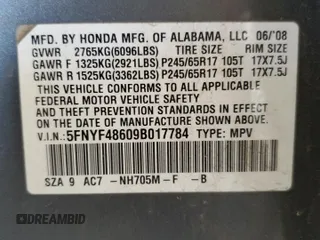 MFD. BY HONDA MFG. OF ALABAMA, LLC 06/'08
GVWR 2765KG(6096LBS) TIRE SIZE RIM SIZE
GAWR F 1325KG(2921LBS) P245/65R17 105T 17X7.5J
GAWR R 1525KG(3362LBS) P245/65R17 105T 17X7.5J
THIS VEHICLE CONFORMS TO ALL APPLICABLE
FEDERAL MOTOR VEHICLE SAFETY, BUMPER,
AND THEFT PREVENTION STANDARDS IN EFFECT
ON THE DATE OF MANUFACTURE SHOWN ABOVE.
V.I.N.: 5FNYF48609B017784 TYPE: MPV
SZA 9 AC7 -NH705M-F -B
DREAMBID